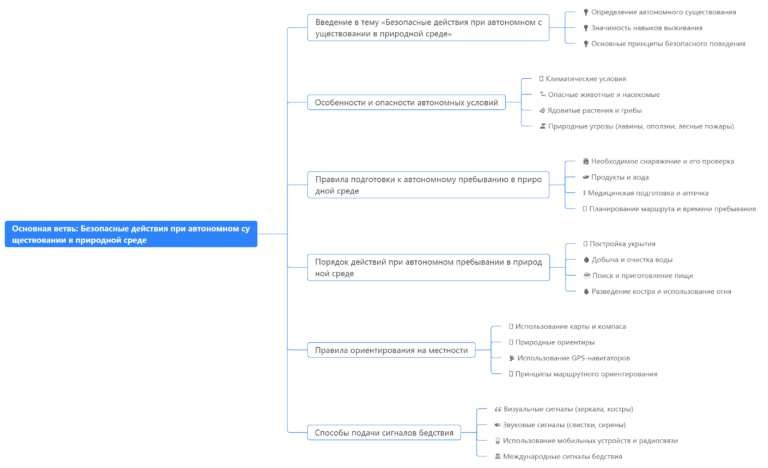 Основная ветвь: Безопасные действия при автономном су
ществовании в природной среде
Введение в тему «Безопасные действия при автономном с
уществовании в природной среде»
Определение автономного существования
Значимость навыков выживания
Основные принципы безопасного поведения
Особенности и опасности автономных условий
Климатические условия
Опасные животные и насекомые
Ядовитые растения и грибы
Природные угрозы (лавины, оползни, лесные пожары)
Правила подготовки к автономному пребыванию в приро
дной среде
Необходимое снаряжение и его проверка
Продукты и вода
Медицинская подготовка и аптечка
Планирование маршрута и времени пребывания
Порядок действий при автономном пребывании в природ
ной среде
Постройка укрытия
Добыча и очистка воды
Поиск и приготовление пищи
Разведение костра и использование огня
Правила ориентирования на местности
Использование карты и компаса
Природные ориентиры
Использование GPS-навигаторов
Принципы маршрутного ориентирования
Способы подачи сигналов бедствия
Визуальные сигналы (зеркала, костры)
Звуковые сигналы (свистки, сирены)
Использование мобильных устройств и радиосвязи
Международные сигналы бедствия